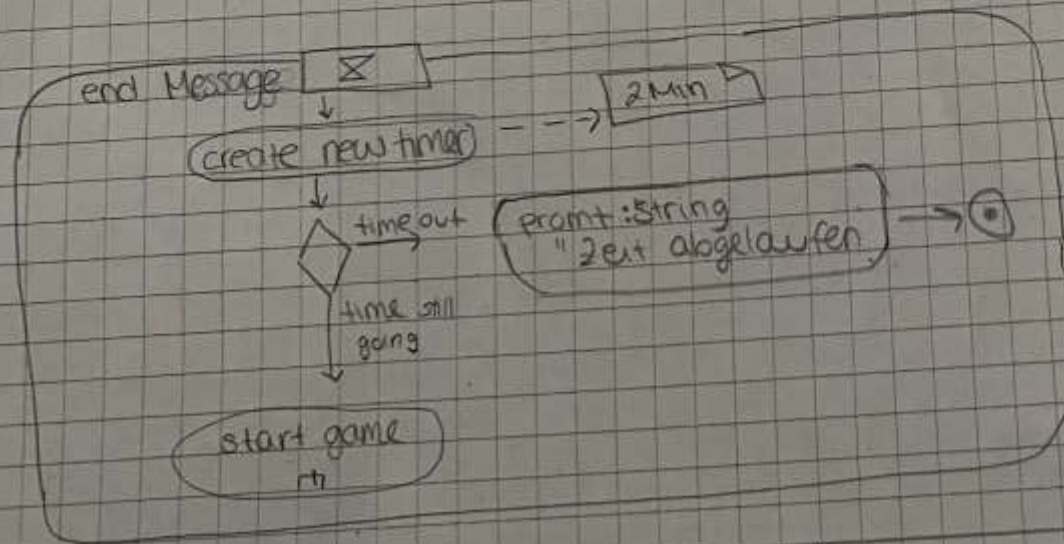 end Message
2 Min
create new timer
time out
promt : String
"Zeit abgelaufen
time still
going
start game